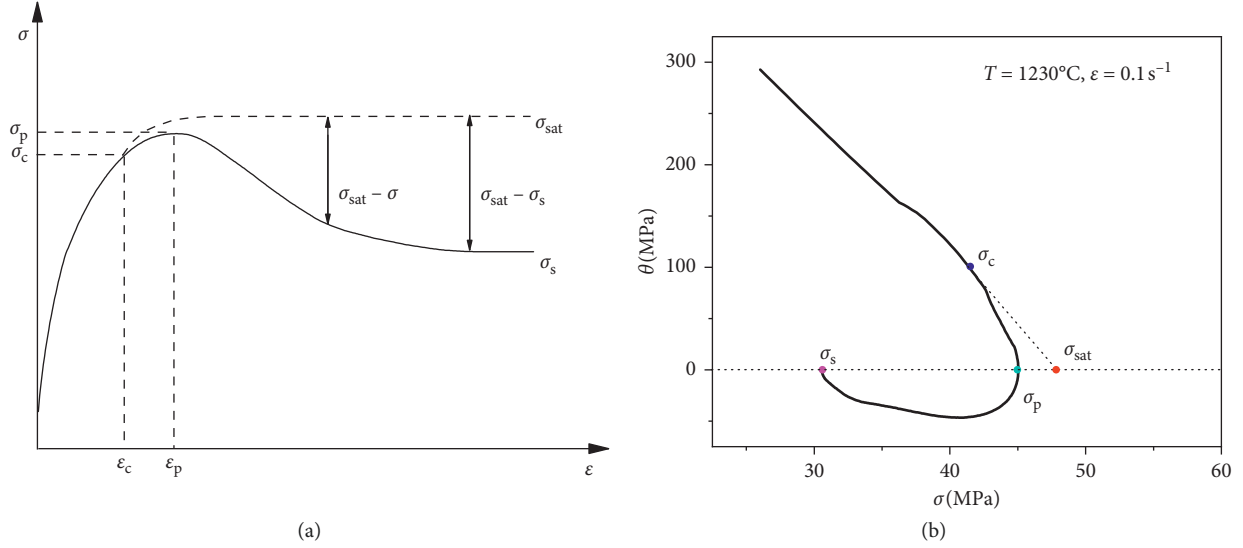 σ
σp
σc
σsat
σsat – σ
σsat – σs
σs
εc
εp
ε
(a)
300
200
100
0
θ(MPa)
T = 1230°C, ε = 0.1 s⁻¹
σc
σs
σsat
σp
30
40
50
60
σ(MPa)
(b)